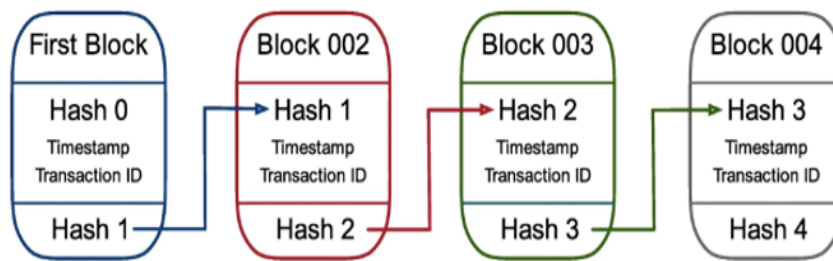 First Block
Hash 0
Timestamp
Transaction ID
Hash 1
Block 002
Hash 1
Timestamp
Transaction ID
Hash 2
Block 003
Hash 2
Timestamp
Transaction ID
Hash 3
Block 004
Hash 3
Timestamp
Transaction ID
Hash 4